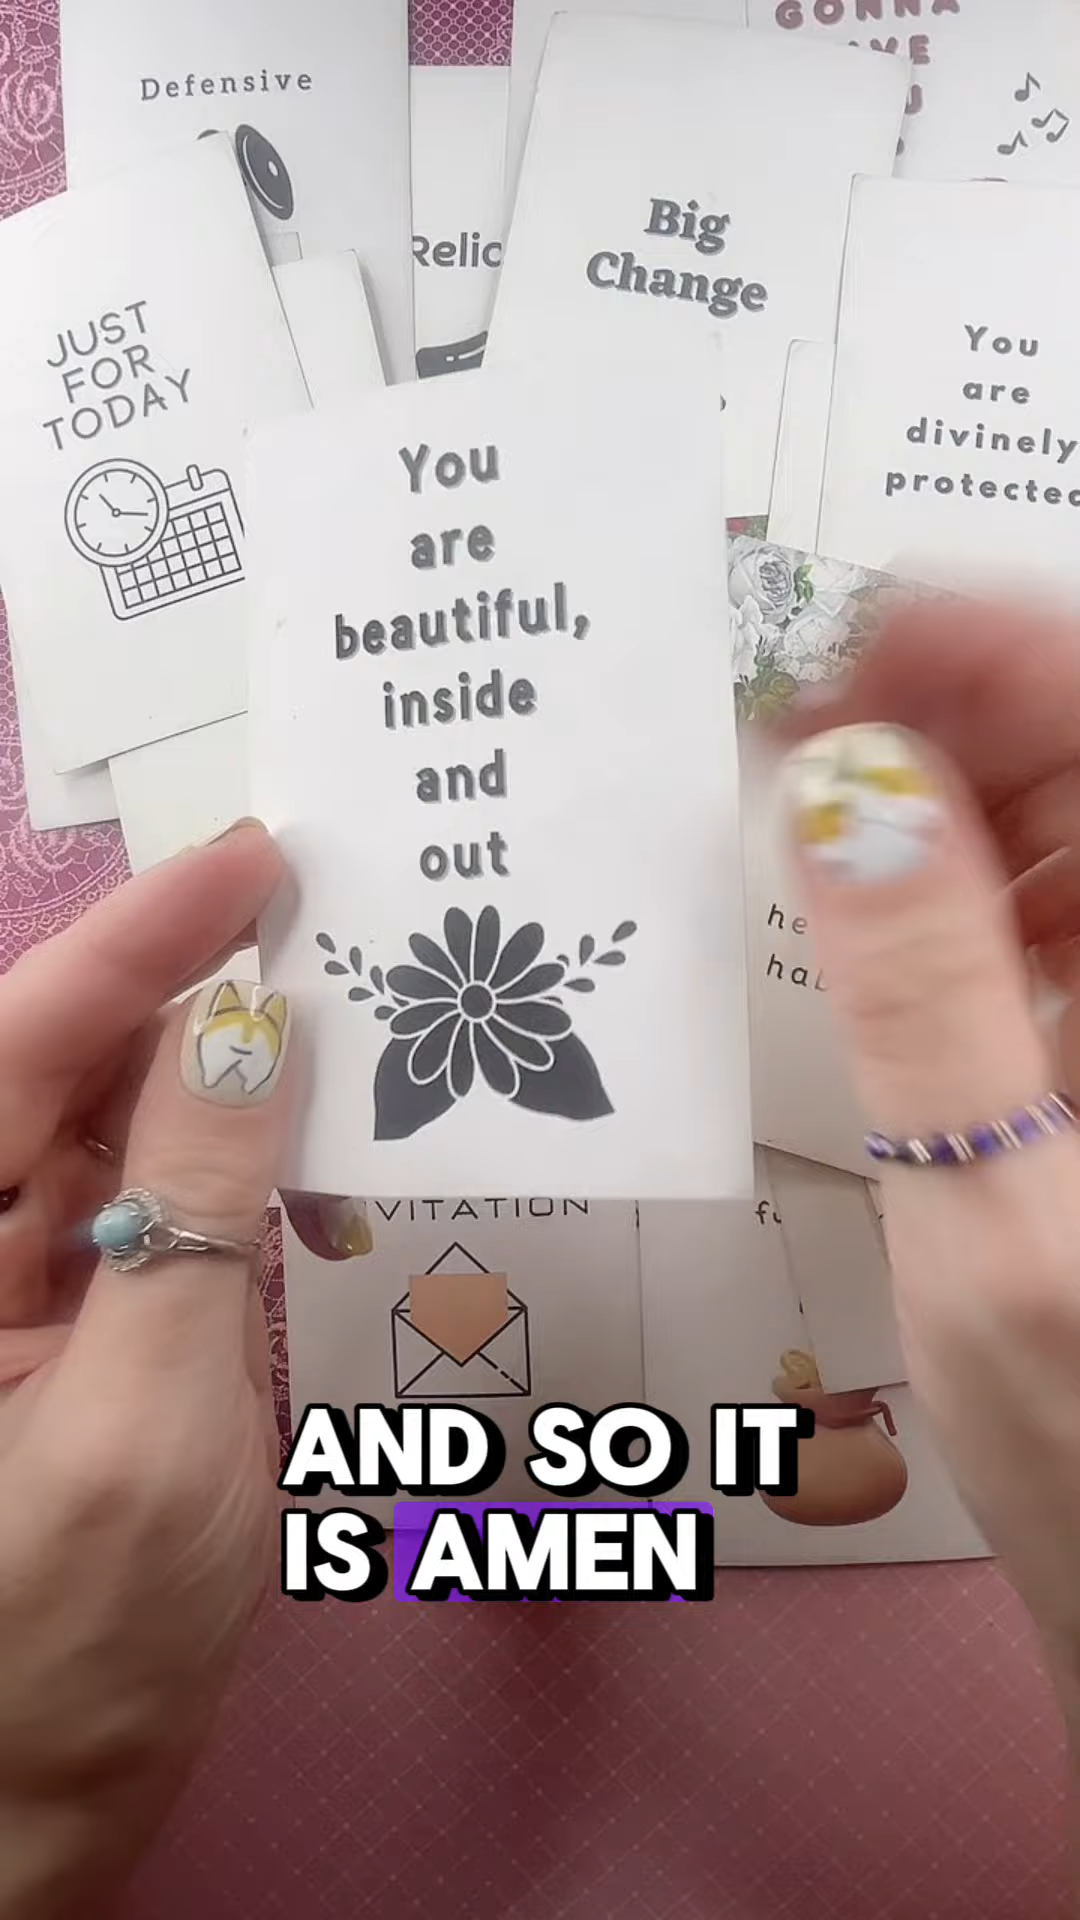 GONNA
Defensive
Big
Change
JUST
FOR
TODAY
You
are
divinely
You
are
beautiful,
inside
and
out
AND SO IT
IS AMEN